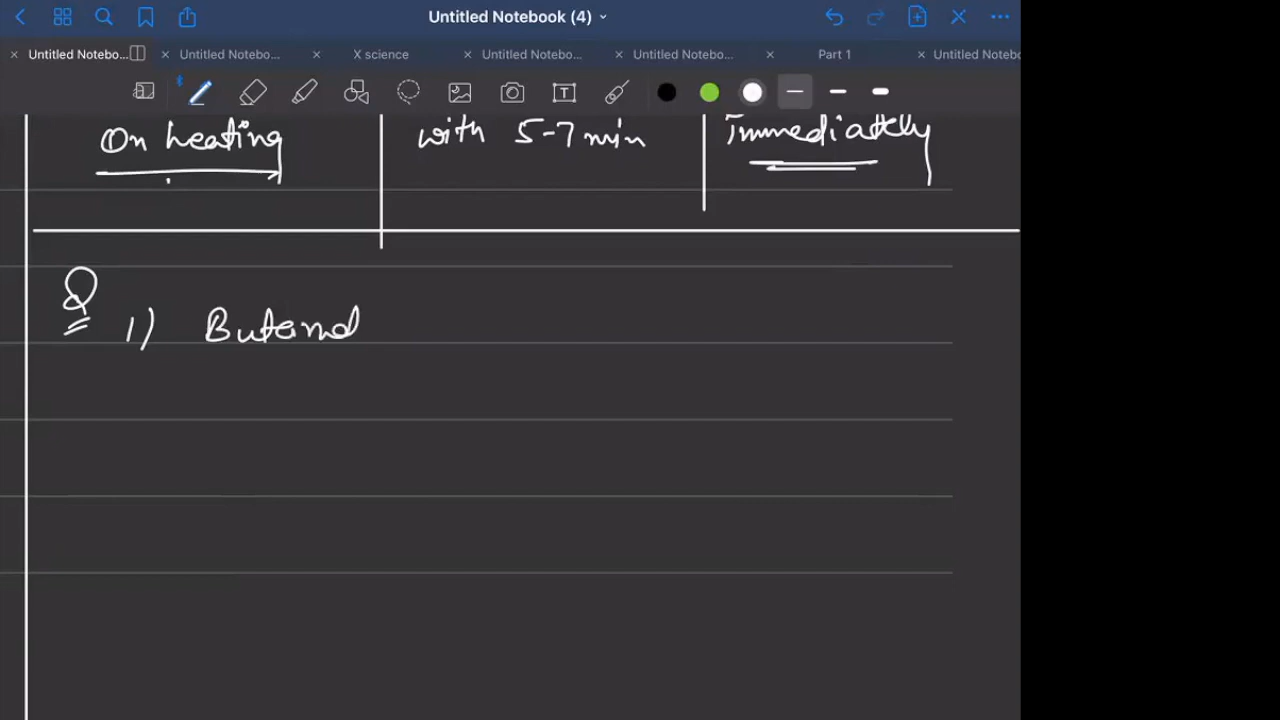 Untitled Notebook (4)
Untitled Notebo... Untitled Notebo... X science Untitled Notebo... Untitled Notebo... Part 1 Untitled Notebo
T
On heating with 5-7 min Immediately
Q
1) Butanol